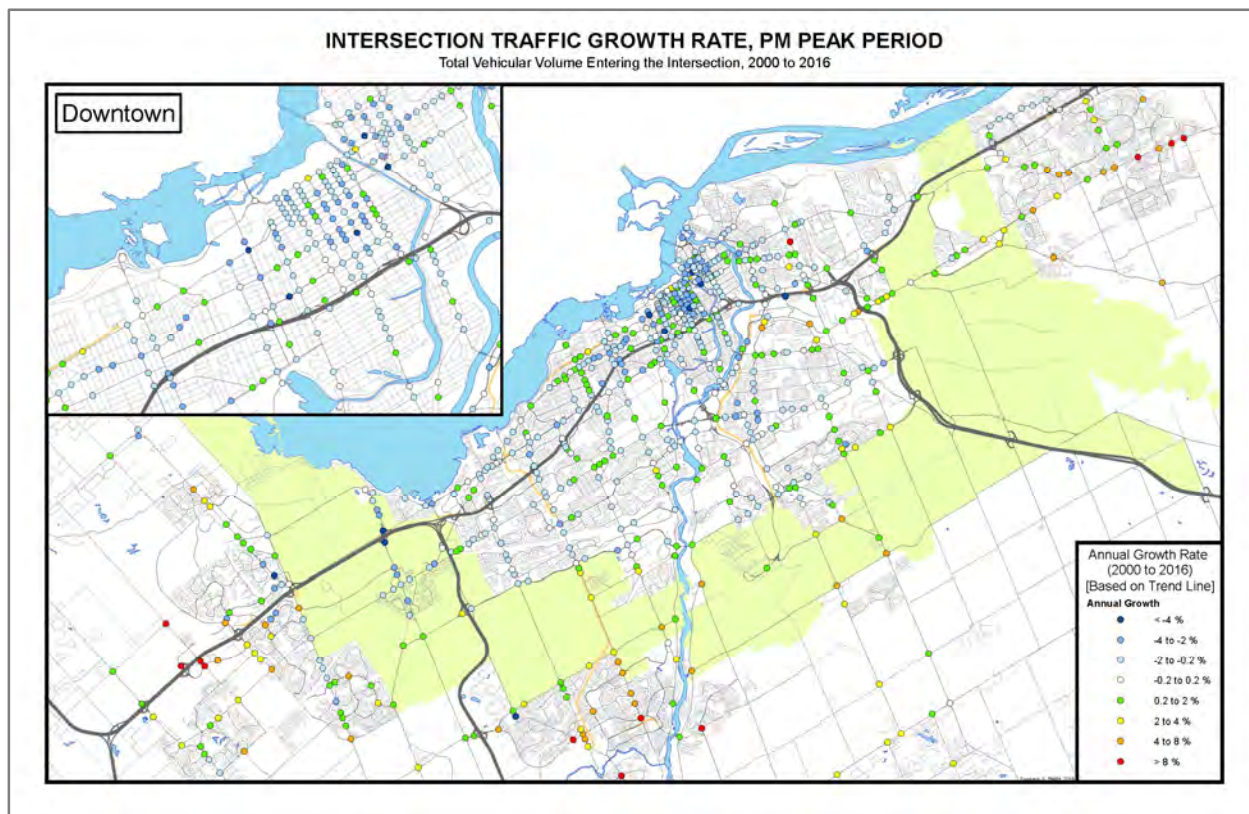 INTERSECTION TRAFFIC GROWTH RATE, PM PEAK PERIOD
Total Vehicular Volume Entering the Intersection, 2000 to 2016
Downtown
Annual Growth Rate
(2000 to 2016)
[Based on Trend Line]
Annual Growth
< -4 %
-4 to -2 %
-2 to -0.2 %
-0.2 to 0.2 %
0.2 to 2 %
2 to 4 %
4 to 8 %
> 8 %